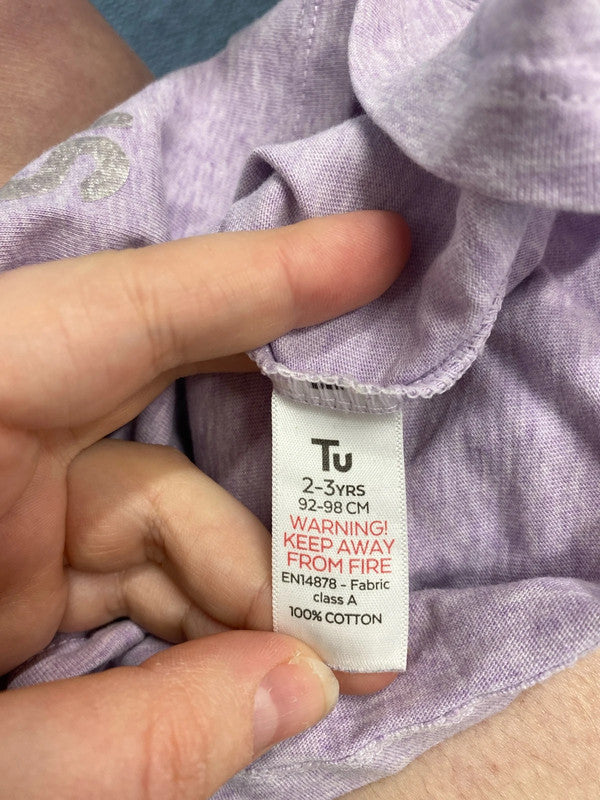 Tu
2-3YRS
92-98 CM
WARNING!
KEEP AWAY
FROM FIRE
EN14878 - Fabric
class A
100% COTTON